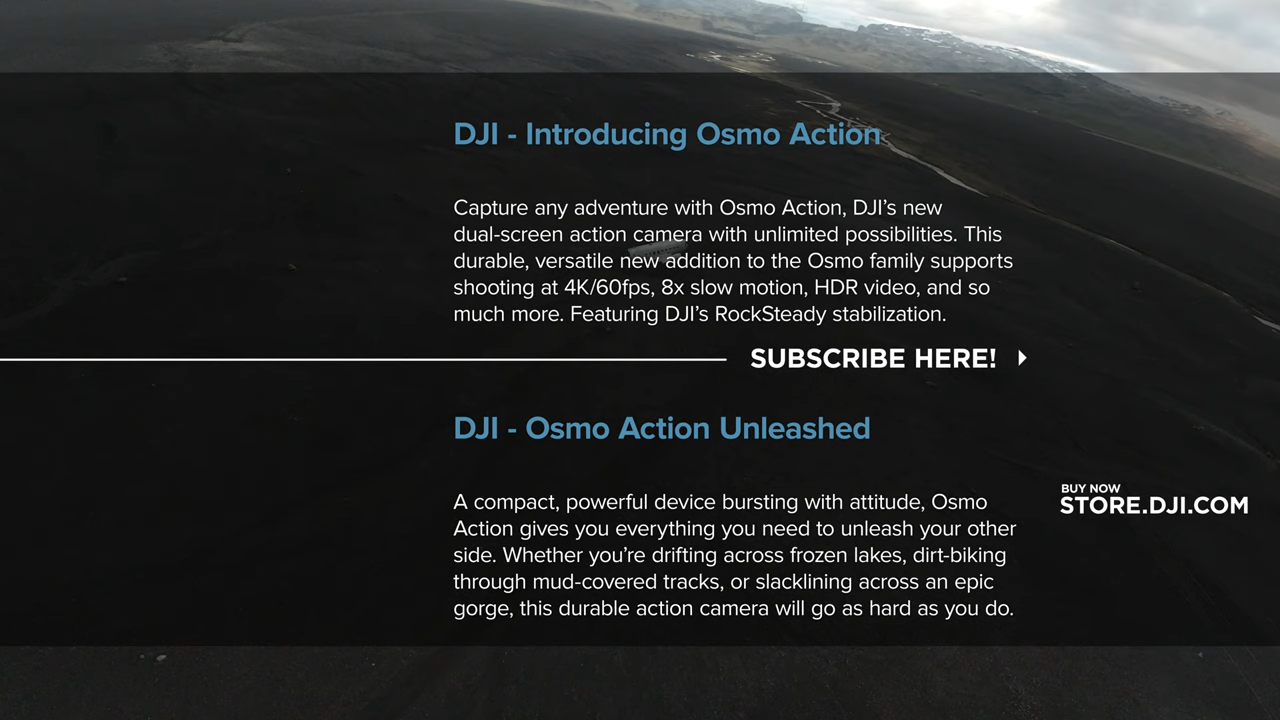 DJI - Introducing Osmo Action
Capture any adventure with Osmo Action, DJI’s new
dual-screen action camera with unlimited possibilities. This
durable, versatile new addition to the Osmo family supports
shooting at 4K/60fps, 8x slow motion, HDR video, and so
much more. Featuring DJI’s RockSteady stabilization.
SUBSCRIBE HERE!
DJI - Osmo Action Unleashed
A compact, powerful device bursting with attitude, Osmo
Action gives you everything you need to unleash your other
side. Whether you’re drifting across frozen lakes, dirt-biking
through mud-covered tracks, or slacklining across an epic
gorge, this durable action camera will go as hard as you do.
BUY NOW
STORE.DJI.COM